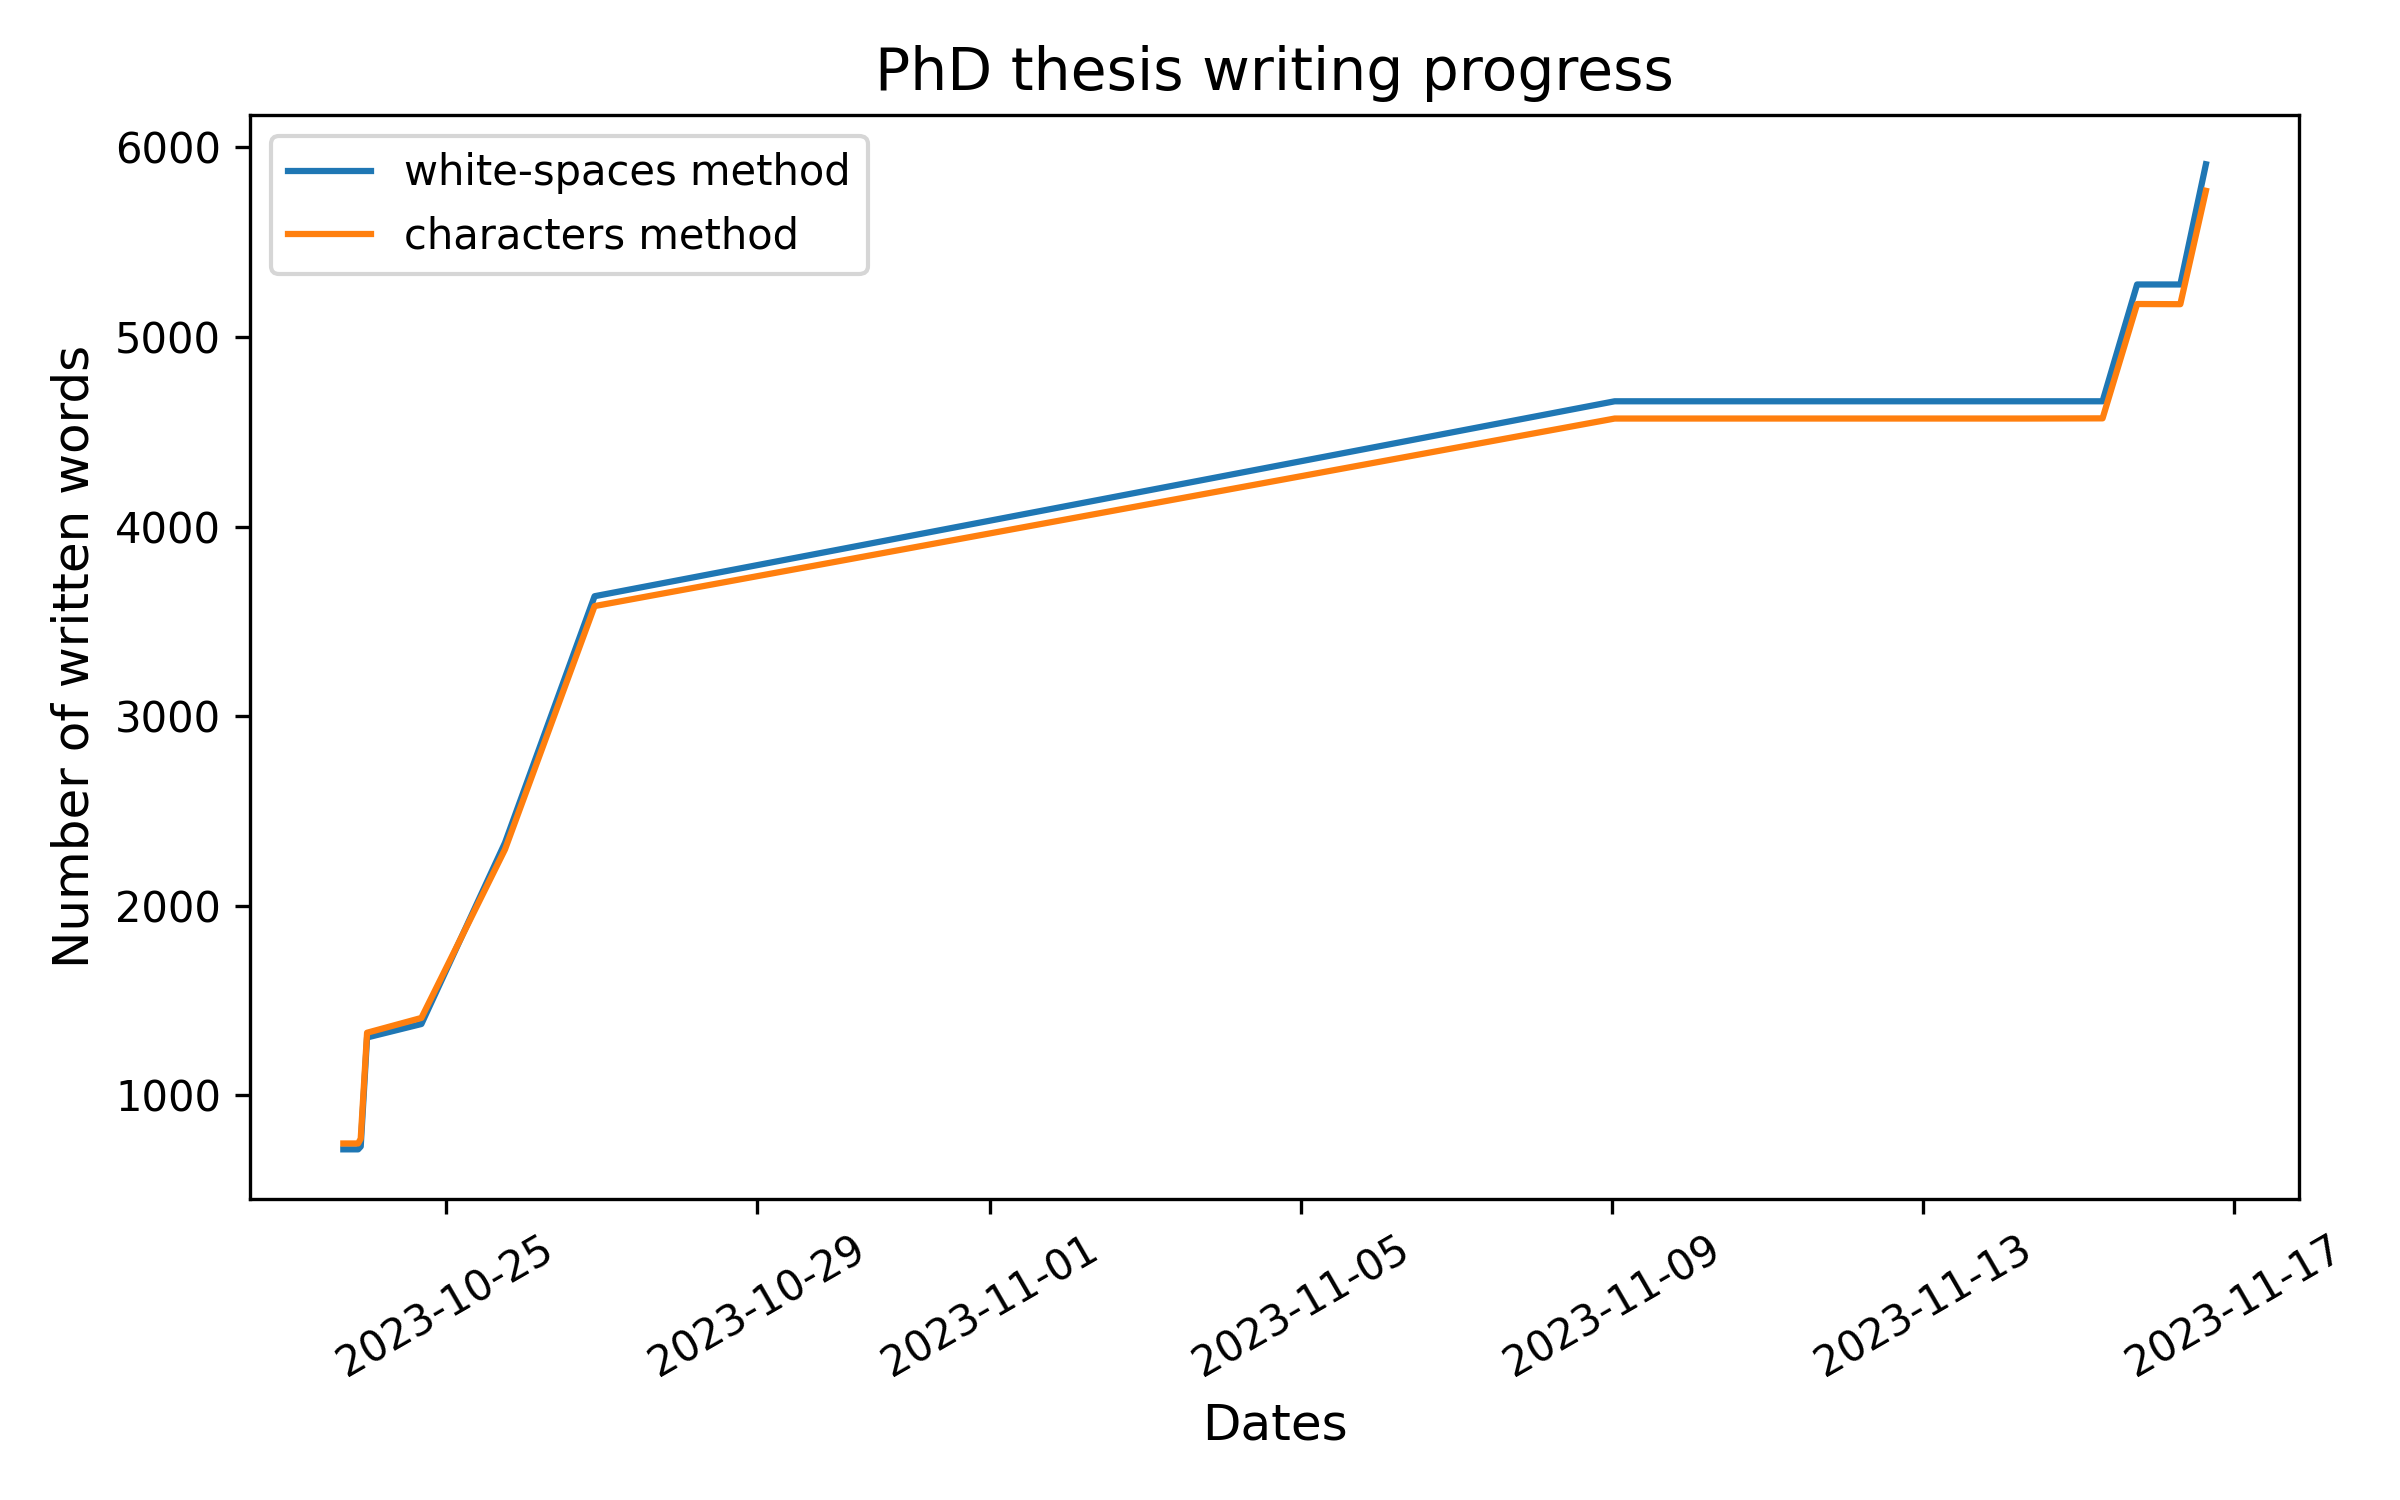 PhD thesis writing progress
white-spaces method
characters method
Number of written words
6000
5000
4000
3000
2000
1000
2023-10-25
2023-10-29
2023-11-01
2023-11-05
2023-11-09
2023-11-13
2023-11-17
Dates